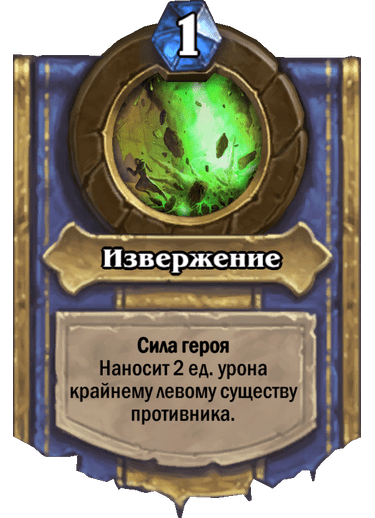 1
Извержение
Сила героя
Наносит 2 ед. урона
крайнему левому существу
противника.